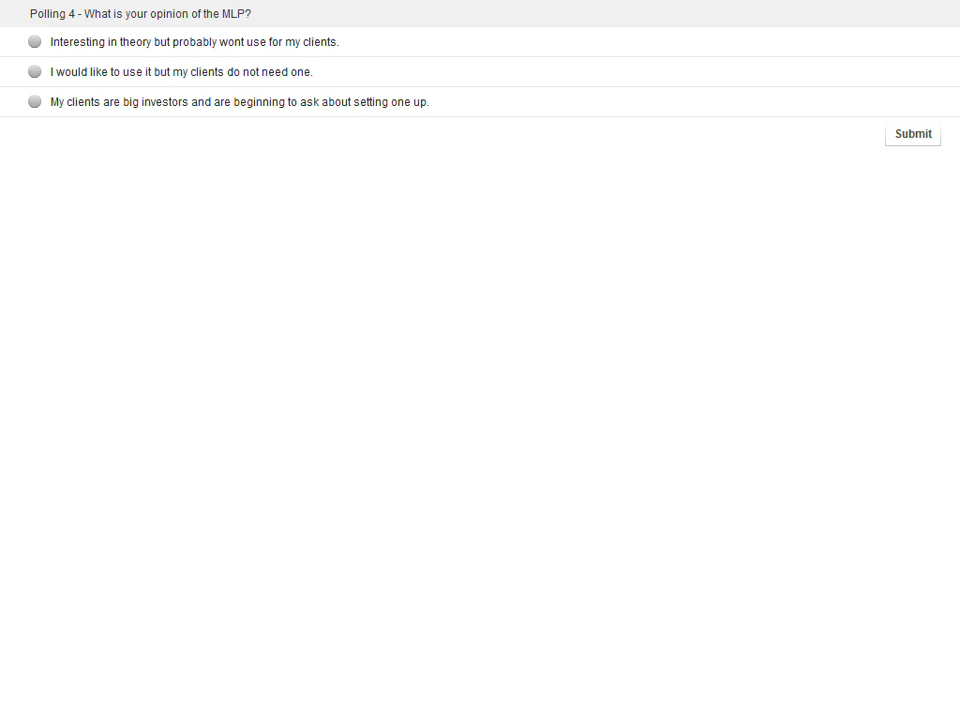 Polling 4 - What is your opinion of the MLP?
Interesting in theory but probably wont use for my clients.
I would like to use it but my clients do not need one.
My clients are big investors and are beginning to ask about setting one up.
Submit